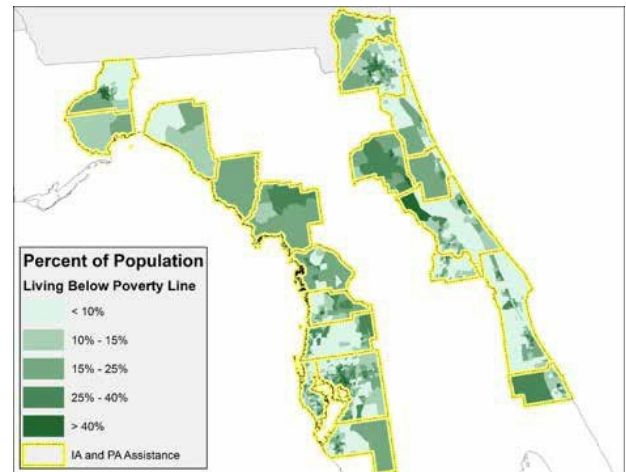 Percent of Population
Living Below Poverty Line
< 10%
10% - 15%
15% - 25%
25% - 40%
> 40%
IA and PA Assistance